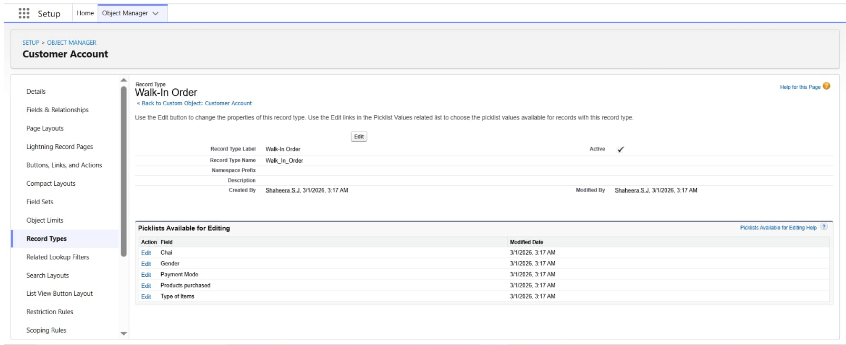 Setup Home Object Manager
SETUP > OBJECT MANAGER
Customer Account
Details
Fields & Relationships
Page Layouts
Lightning Record Pages
Buttons, Links, and Actions
Compact Layouts
Field Sets
Object Limits
Record Types
Related Lookup Filters
Search Layouts
List View Button Layout
Restriction Rules
Scoping Rules
Record Type
Walk-In Order
Help for this Page
« Back to Custom Object: Customer Account
Use the Edit button to change the properties of this record type. Use the Edit links in the Picklist Values related list to choose the picklist values available for records with this record type.
Edit
Record Type Label Walk-In Order Active ✓
Record Type Name Walk_In_Order
Namespace Prefix
Description
Created By Shaheera S.J, 3/1/2026, 3:17 AM Modified By Shaheera S.J, 3/1/2026, 3:17 AM
Picklists Available for Editing Picklists Available for Editing Help ?
Action Field Modified Date
Edit Chai 3/1/2026, 3:17 AM
Edit Gender 3/1/2026, 3:17 AM
Edit Payment Mode 3/1/2026, 3:17 AM
Edit Products purchased 3/1/2026, 3:17 AM
Edit Type of Items 3/1/2026, 3:17 AM